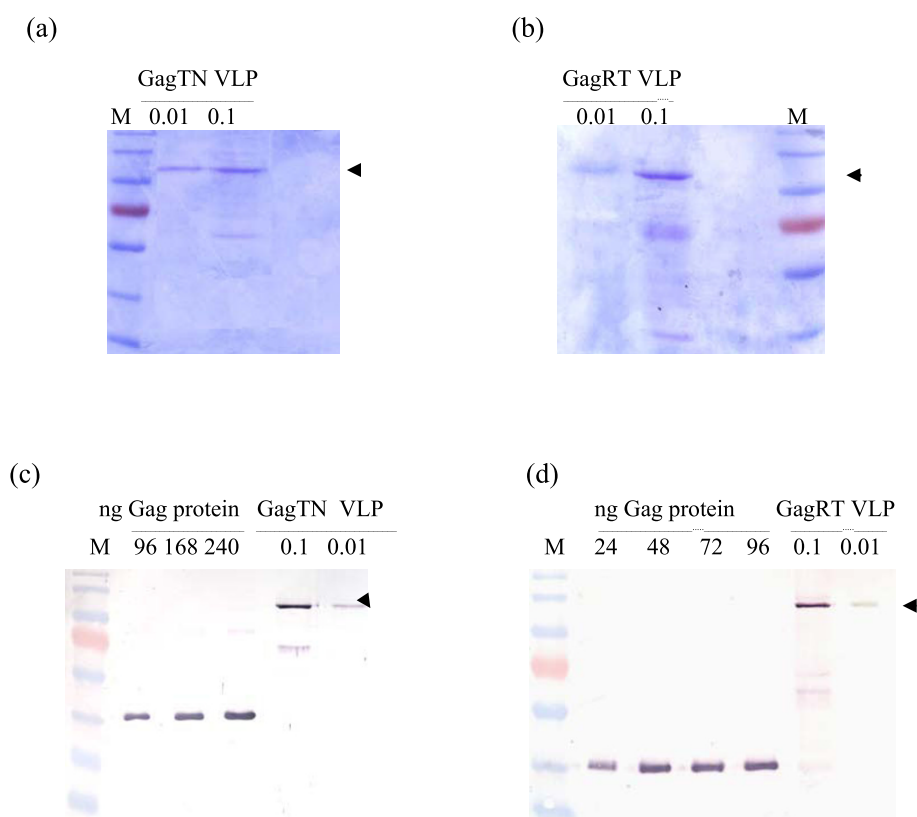 (a)
GagTN VLP
M 0.01 0.1
(b)
GagRT VLP
0.01 0.1 M
(c)
ng Gag protein GagTN VLP
M 96 168 240 0.1 0.01
(d)
ng Gag protein GagRT VLP
M 24 48 72 96 0.1 0.01